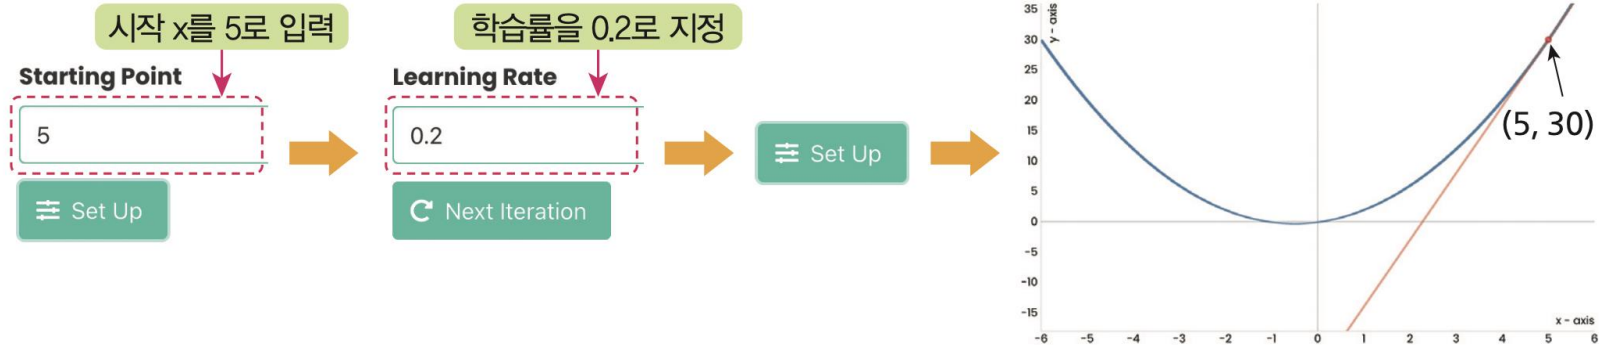 시작 x를 5로 입력
Starting Point
5
Set Up
학습률을 0.2로 지정
Learning Rate
0.2
Next Iteration
Set Up
y - axis
35
30
25
20
15
10
5
0
-5
-10
-15
(5, 30)
x - axis
-6 -5 -4 -3 -2 -1 0 1 2 3 4 5 6